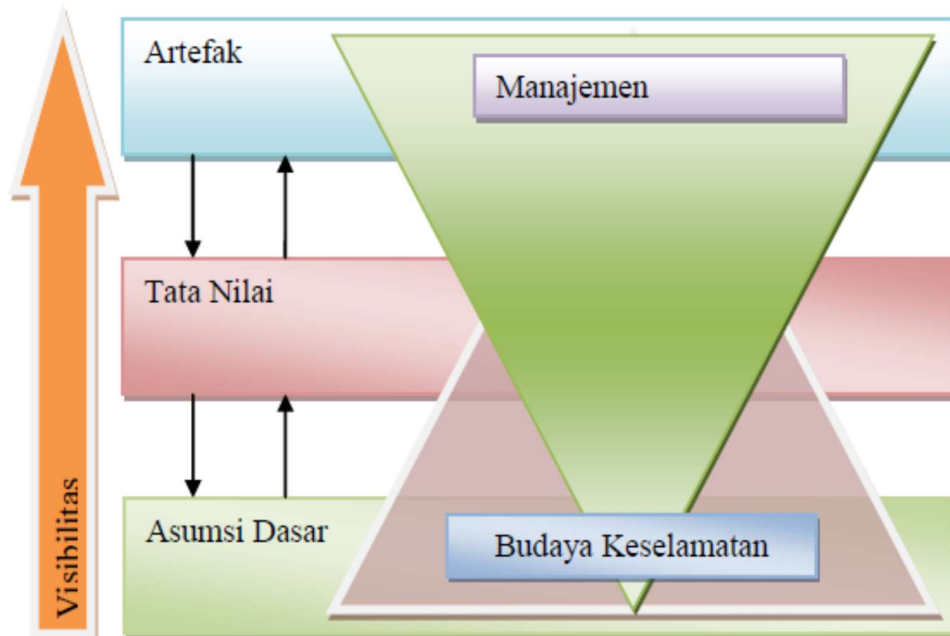 Artefak
Manajemen
Tata Nilai
Asumsi Dasar
Budaya Keselamatan
Visibilitas